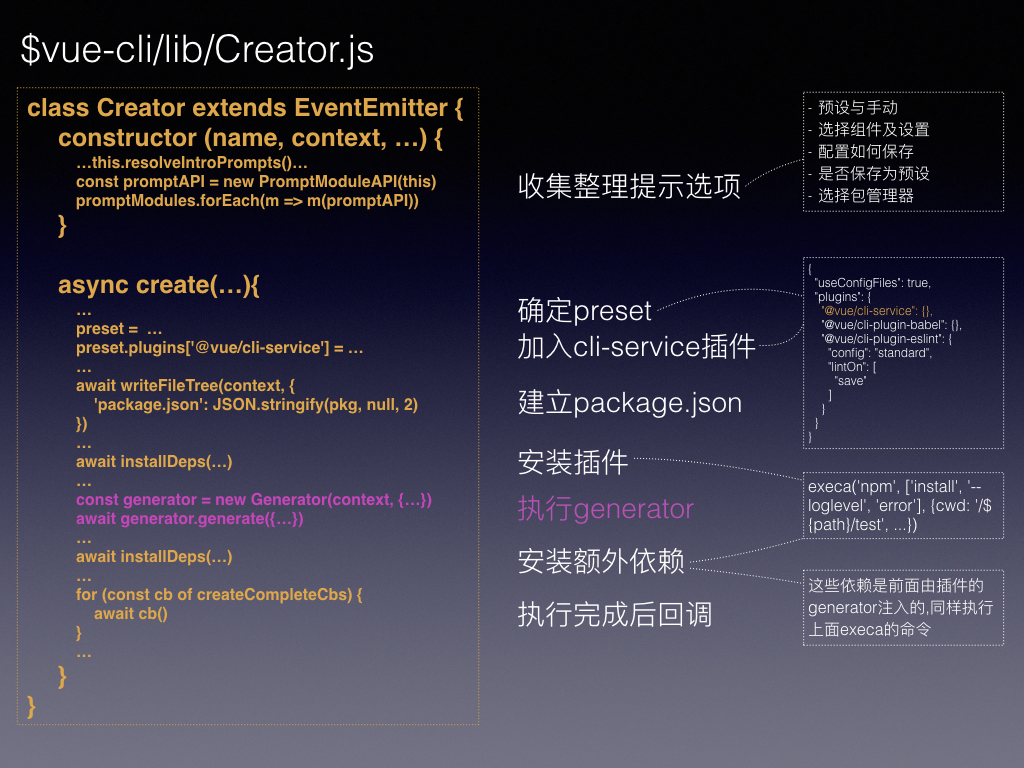 $vue-cli/lib/Creator.js
class Creator extends EventEmitter {
constructor (name, context, …) {
…this.resolveIntroPrompts()…
const promptAPI = new PromptModuleAPI(this)
promptModules.forEach(m => m(promptAPI))
}
async create(…){
…
preset = …
preset.plugins['@vue/cli-service'] = …
…
await writeFileTree(context, {
'package.json': JSON.stringify(pkg, null, 2)
})
…
await installDeps(…)
…
const generator = new Generator(context, {…})
await generator.generate({…})
…
await installDeps(…)
…
for (const cb of createCompleteCbs) {
await cb()
}
…
}
}
收集整理提示选项
确定preset
加入cli-service插件
建立package.json
安装插件
执行generator
安装额外依赖
执行完成后回调
- 预设与手动
- 选择组件及设置
- 配置如何保存
- 是否保存为预设
- 选择包管理器
{
"useConfigFiles": true,
"plugins": {
"@vue/cli-service": {},
"@vue/cli-plugin-babel": {},
"@vue/cli-plugin-eslint": {
"config": "standard",
"lintOn": [
"save"
]
}
}
}
execa('npm', ['install', '--
loglevel', 'error'], {cwd: '/$
{path}/test', ...})
这些依赖是前面由插件的
generator注入的,同样执行
上面execa的命令